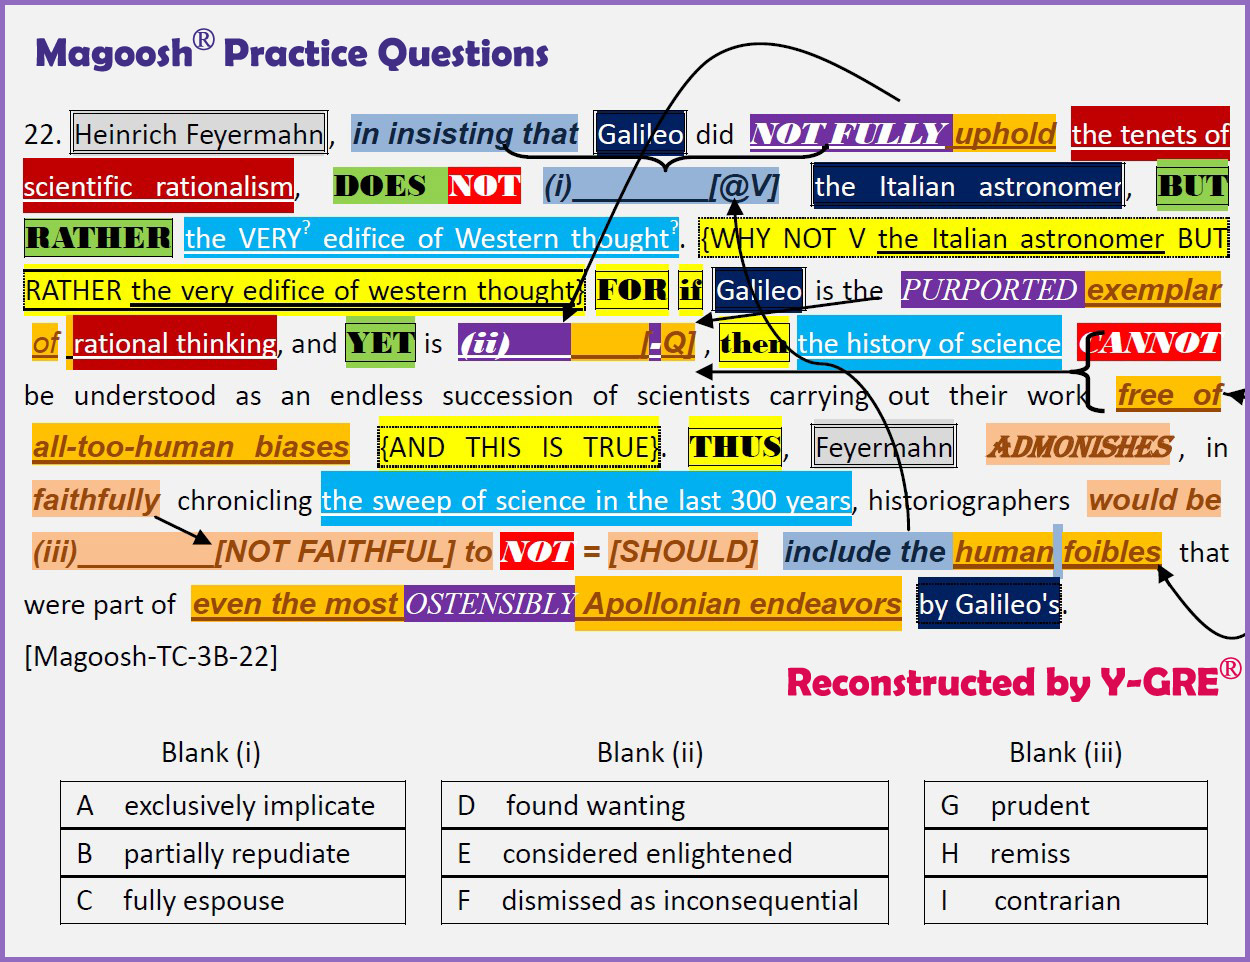 Magoosh® Practice Questions
22. Heinrich Feyermahn, in insisting that Galileo did NOT FULLY uphold the tenets of
scientific rationalism, DOES NOT (i)_________[@V] the Italian astronomer, BUT
RATHER the VERY? edifice of Western thought?. {WHY NOT V the Italian astronomer BUT
RATHER the very edifice of western thought} FOR if Galileo is the PURPORTED exemplar
of rational thinking, and YET is (ii)_________[-Q] , then the history of science CANNOT
be understood as an endless succession of scientists carrying out their work free of
all-too-human biases {AND THIS IS TRUE}. THUS, Feyermahn ADMONISHES , in
faithfully chronicling the sweep of science in the last 300 years, historiographers would be
(iii)_________[NOT FAITHFUL] to NOT = [SHOULD] include the human foibles that
were part of even the most OSTENSIBLY Apollonian endeavors by Galileo's.
[Magoosh-TC-3B-22]
Reconstructed by Y-GRE®
Blank (i) Blank (ii) Blank (iii)
A exclusively implicate D found wanting G prudent
B partially repudiate E considered enlightened H remiss
C fully espouse F dismissed as inconsequential I contrarian